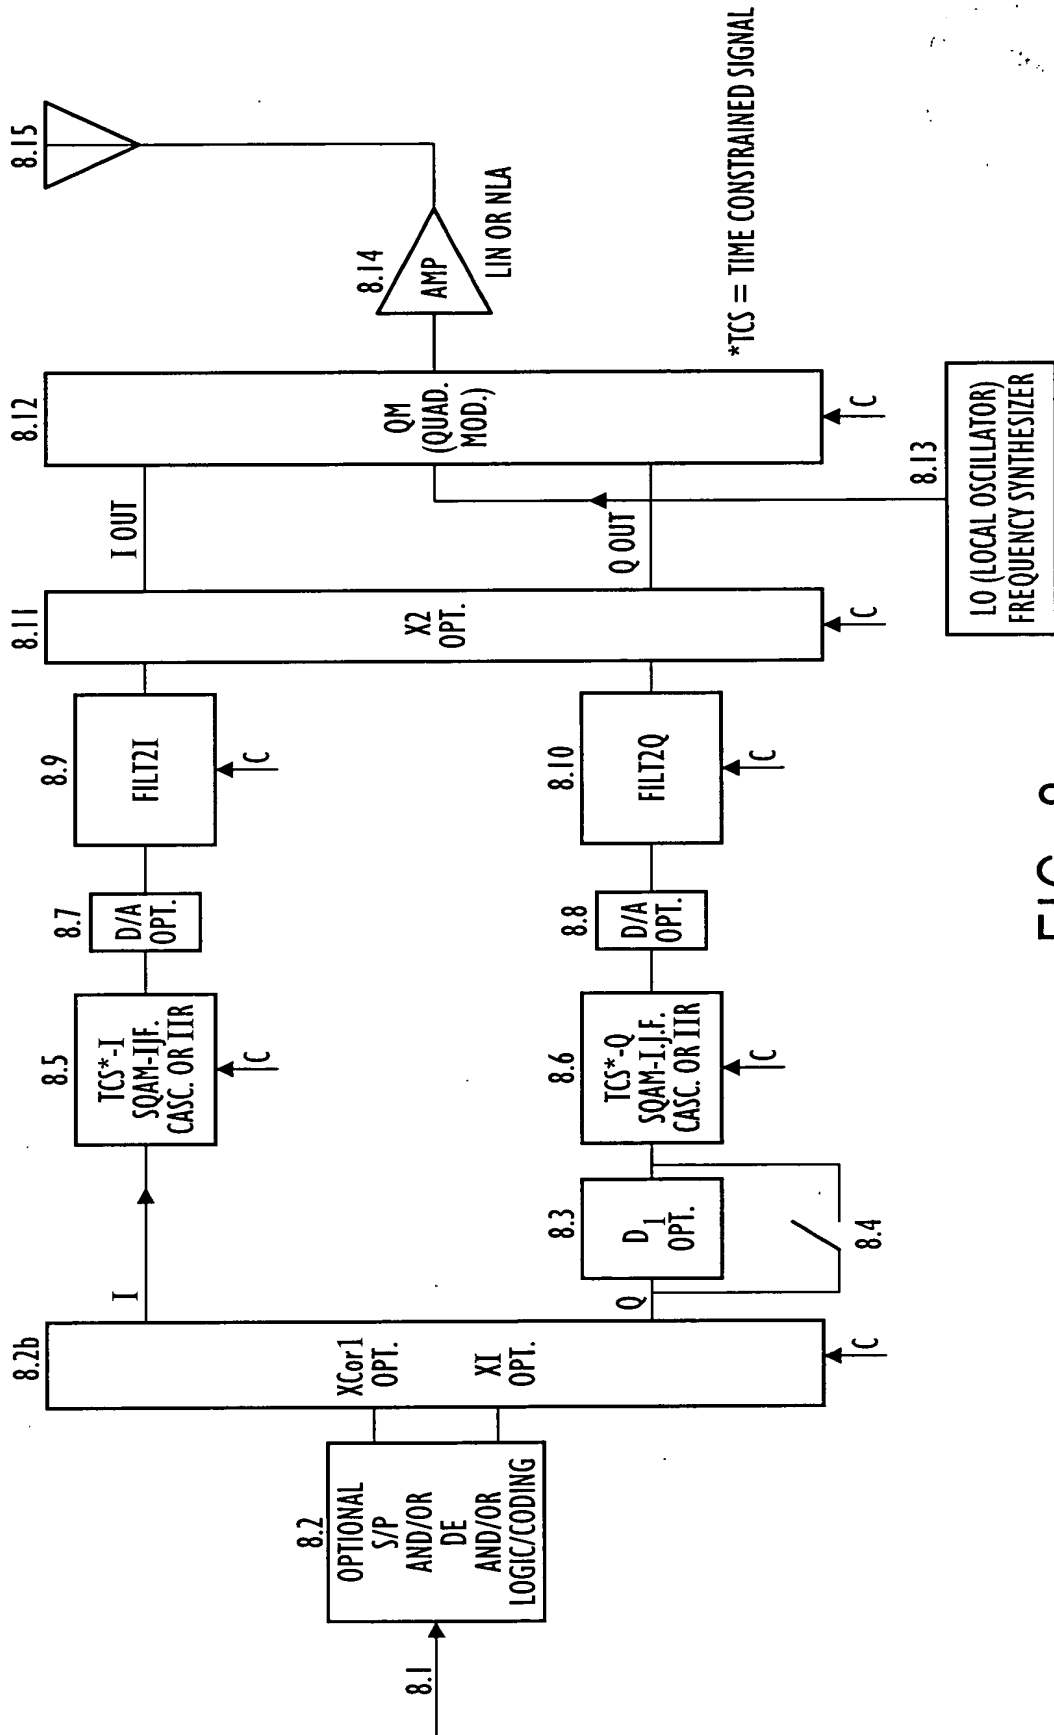 8.1
8.2
OPTIONAL
S/P
AND/OR
DE
AND/OR
LOGIC/CODING
8.2b
XCor1
OPT.
XI
OPT.
C
I
Q
8.3
D1
OPT.
8.4
8.5
TCS*-I
SQAM-IJF.
CASC. OR IIR
C
8.6
TCS*-Q
SQAM-I.J.F.
CASC. OR IIR
C
8.7
D/A
OPT.
8.8
D/A
OPT.
8.9
FILT2I
C
8.10
FILT2Q
C
8.11
X2
OPT.
C
I OUT
Q OUT
8.12
QM
(QUAD.
MOD.)
C
8.13
LO (LOCAL OSCILLATOR)
FREQUENCY SYNTHESIZER
8.14
AMP
LIN OR NLA
8.15
*TCS = TIME CONSTRAINED SIGNAL